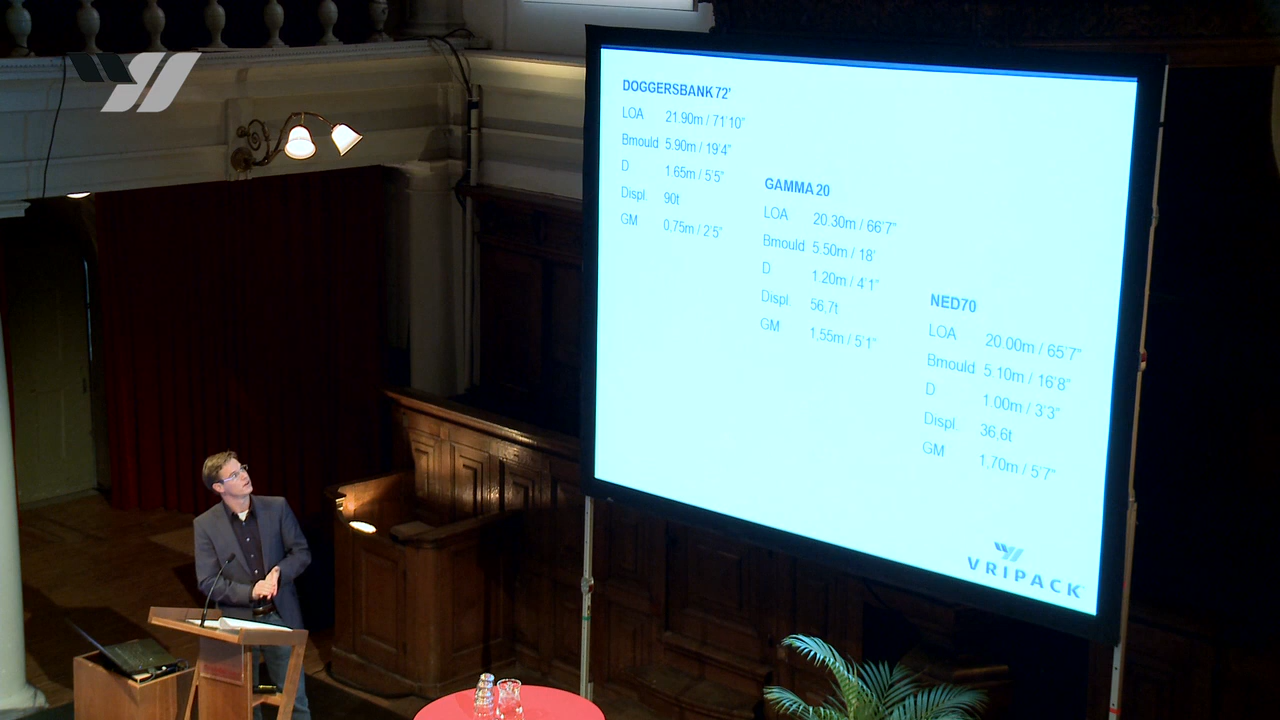 DOGGERSBANK 72'
LOA 21.90m / 71'10"
Bmould 5.90m / 19'4"
D 1.65m / 5'5"
Displ. 90t
GM 0.75m / 2'5"
GAMMA 20
LOA 20.30m / 66'7"
Bmould 5.50m / 18'
D 1.20m / 4'1"
Displ. 56,7t
GM 1,55m / 5'1"
NED70
LOA 20.00m / 65'7"
Bmould 5.10m / 16'8"
D 1.00m / 3'3"
Displ. 36,6t
GM 1,70m / 5'7"
VRIPACK